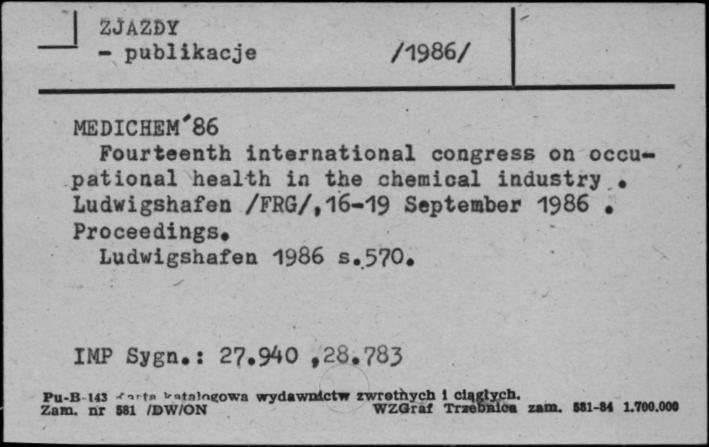 ZJAZDY
- publikacje /1986/
MEDICHEM´86
Fourteenth international congress on occu-
pational health in the chemical industry .
Ludwigshafen /FRG/,16-19 September 1986 .
Proceedings.
Ludwigshafen 1986 s.570.
IMP Sygn.: 27.940 ,28.783
Pu-B-143 Karta katalogowa wydawnictw zwrotnych i ciągłych.
Zam. nr 581 /DW/ON WZGraf Trzebnica zam. 581-84 1.700.000